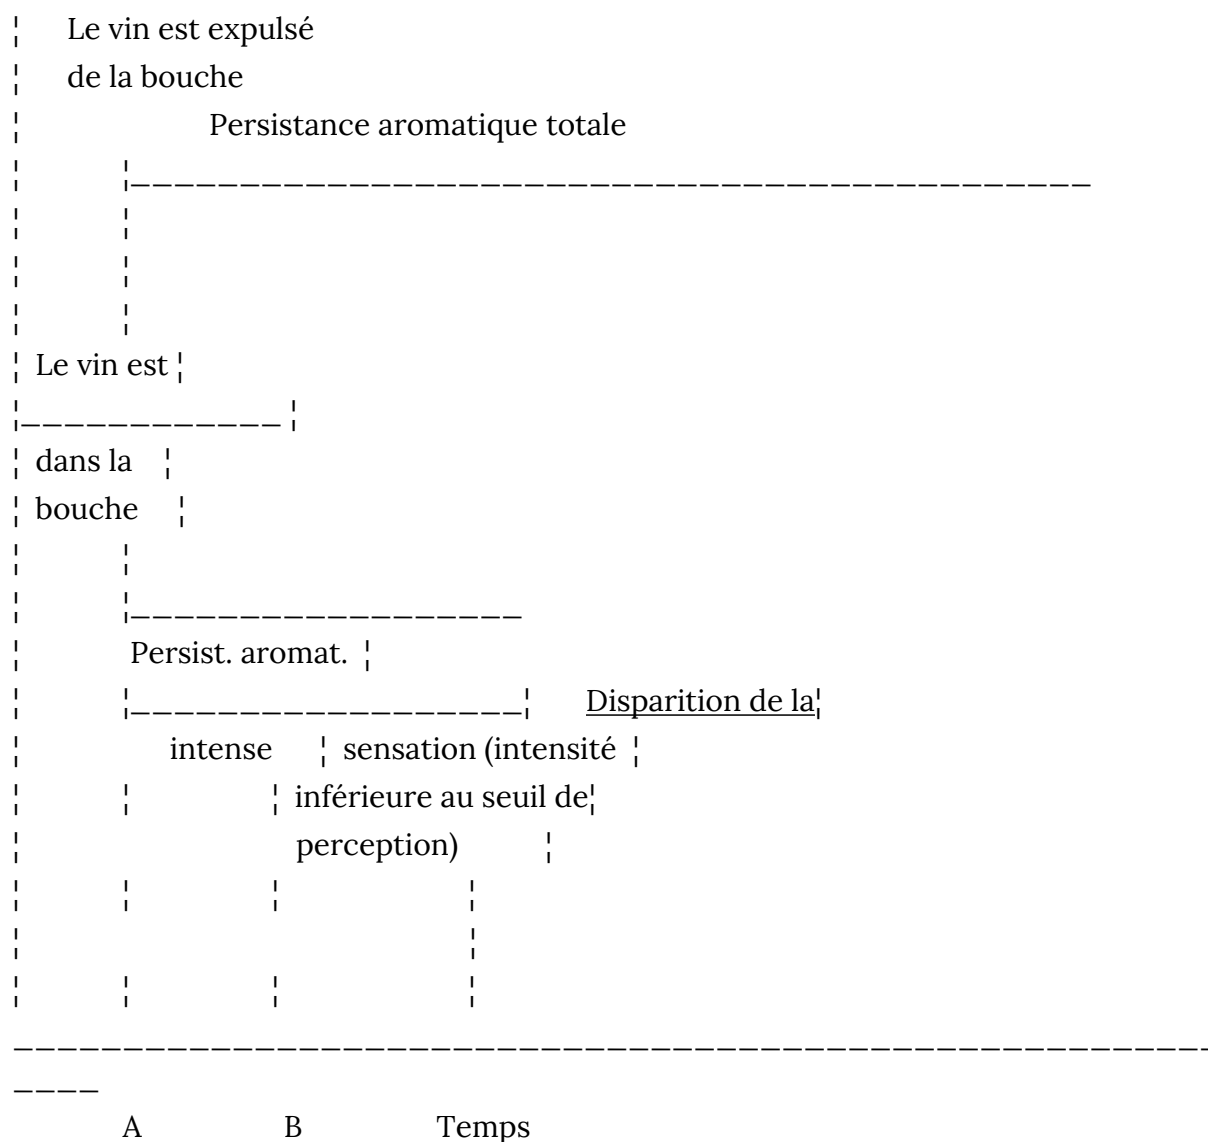 Le vin est expulsé
de la bouche
Persistance aromatique totale
Le vin est
dans la
bouche
Persist. aromat.
Disparition de la
intense ¦ sensation (intensité
inférieure au seuil de
perception)
A B Temps